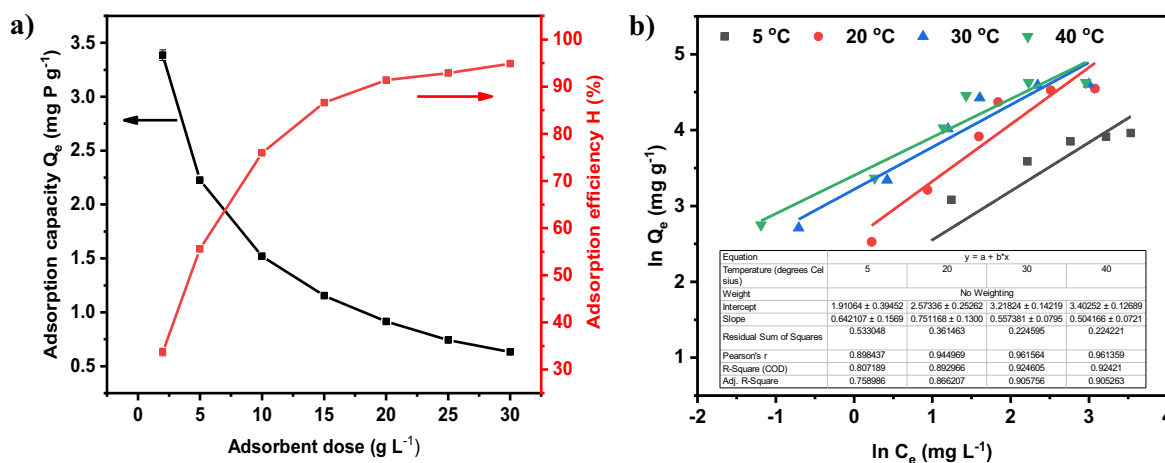 a)
Adsorption capacity Qe (mg P g-1)
3.5
3.0
2.5
2.0
1.5
1.0
0.5
0 5 10 15 20 25 30
Adsorbent dose (g L-1)
100
90
80
70
60
50
40
30
Adsorption efficiency H (%)
b)
5 °C 20 °C 30 °C 40 °C
ln Qe (mg g-1)
5
4
3
2
1
Equation y = a + b*x
Temperature (degrees Cel 5 20 30 40
sius)
Weight No Weighting
Intercept 1.91064 ± 0.39452 2.57336 ± 0.25262 3.21824 ± 0.14219 3.40252 ± 0.12689
Slope 0.642107 ± 0.1569 0.751168 ± 0.1300 0.557381 ± 0.0795 0.504166 ± 0.0721
Residual Sum of Squares 0.533048 0.361463 0.224595 0.224221
Pearson's r 0.898437 0.944969 0.961564 0.961359
R-Square (COD) 0.807189 0.892966 0.924605 0.92421
Adj. R-Square 0.758986 0.866207 0.905756 0.905263
-2 -1 0 1 2 3 4
ln Ce (mg L-1)